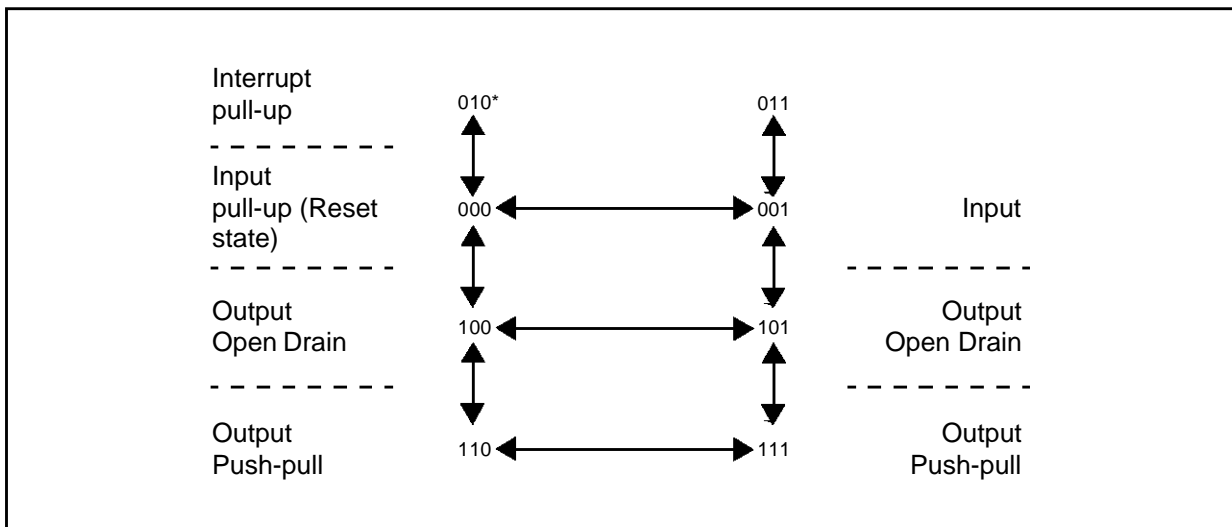 Interrupt
pull-up
010*
011
Input
pull-up (Reset
state)
000
001
Input
Output
Open Drain
100
101
Output
Open Drain
Output
Push-pull
110
111
Output
Push-pull